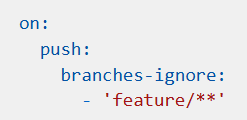 on:
  push:
    branches-ignore:
      - 'feature/**'